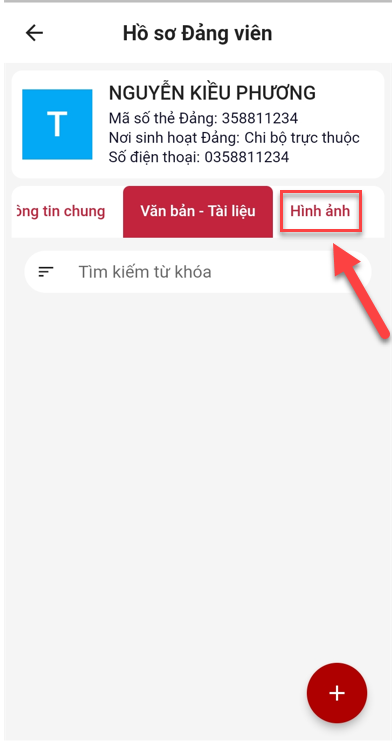 Hồ sơ Đảng viên
T
NGUYỄN KIỀU PHƯƠNG
Mã số thẻ Đảng: 358811234
Nơi sinh hoạt Đảng: Chi bộ trực thuộc
Số điện thoại: 0358811234
ông tin chung
Văn bản - Tài liệu
Hình ảnh
Tìm kiếm từ khóa